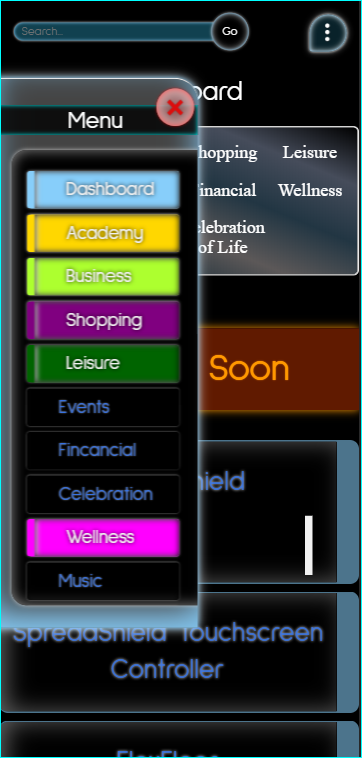 Search...
Go
oard
Menu
hopping Leisure
Dashboard
inancial Wellness
Academy
elebration
of Life
Business
Shopping
Leisure
Soon
Events
Fincancial
hield
Celebration
Wellness
Music
SpreadShield Touchscreen
Controller